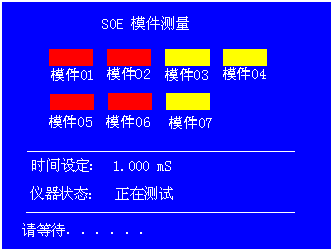 SOE 模件测量
模件01 模件02 模件03 模件04
模件05 模件06 模件07
时间设定: 1.000 mS
仪器状态: 正在测试
请等待. . . . . .